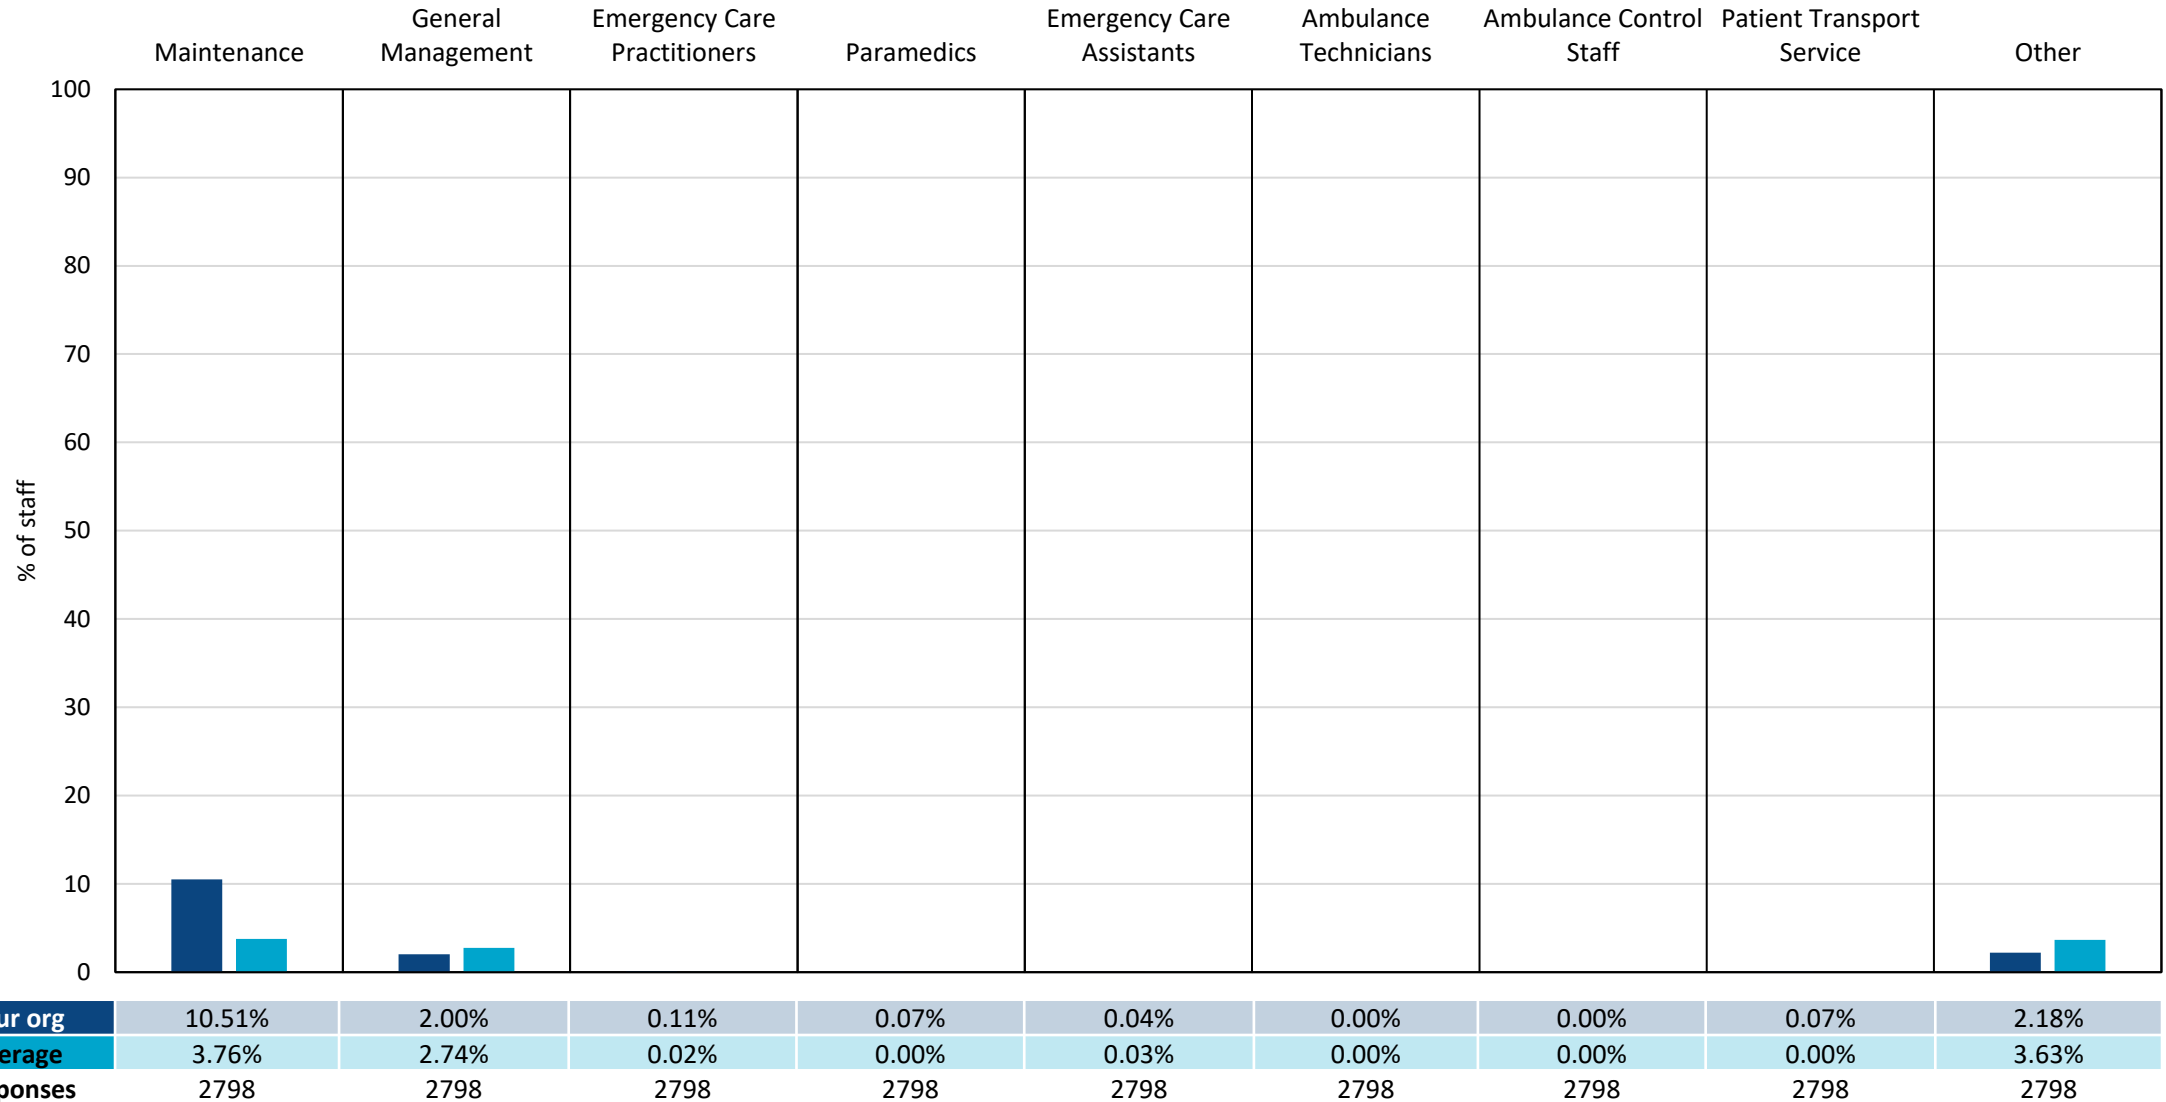 Maintenance
General
Management
Emergency Care
Practitioners
Paramedics
Emergency Care
Assistants
Ambulance
Technicians
Ambulance Control
Staff
Patient Transport
Service
Other
% of staff
100
90
80
70
60
50
40
30
20
10
0
ur org 10.51% 2.00% 0.11% 0.07% 0.04% 0.00% 0.00% 0.07% 2.18%
erage 3.76% 2.74% 0.02% 0.00% 0.03% 0.00% 0.00% 0.00% 3.63%
ponses 2798 2798 2798 2798 2798 2798 2798 2798 2798